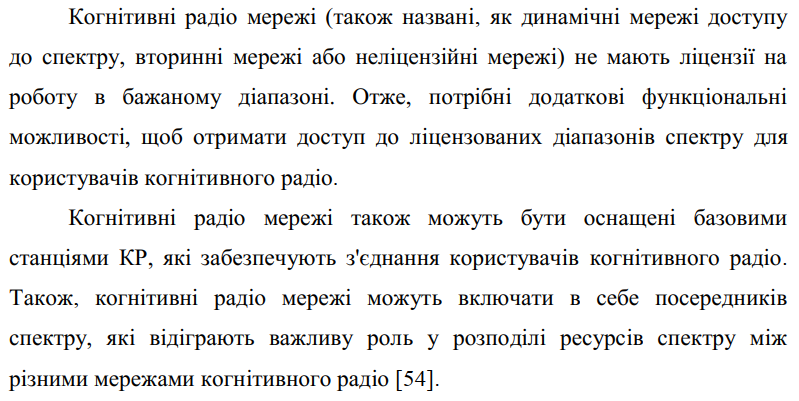 Когнітивні радіо мережі (також названі, як динамічні мережі доступу
до спектру, вторинні мережі або неліцензійні мережі) не мають ліцензії на
роботу в бажаному діапазоні. Отже, потрібні додаткові функціональні
можливості, щоб отримати доступ до ліцензованих діапазонів спектру для
користувачів когнітивного радіо.
Когнітивні радіо мережі також можуть бути оснащені базовими
станціями КР, які забезпечують з'єднання користувачів когнітивного радіо.
Також, когнітивні радіо мережі можуть включати в себе посередників
спектру, які відіграють важливу роль у розподілі ресурсів спектру між
різними мережами когнітивного радіо [54].